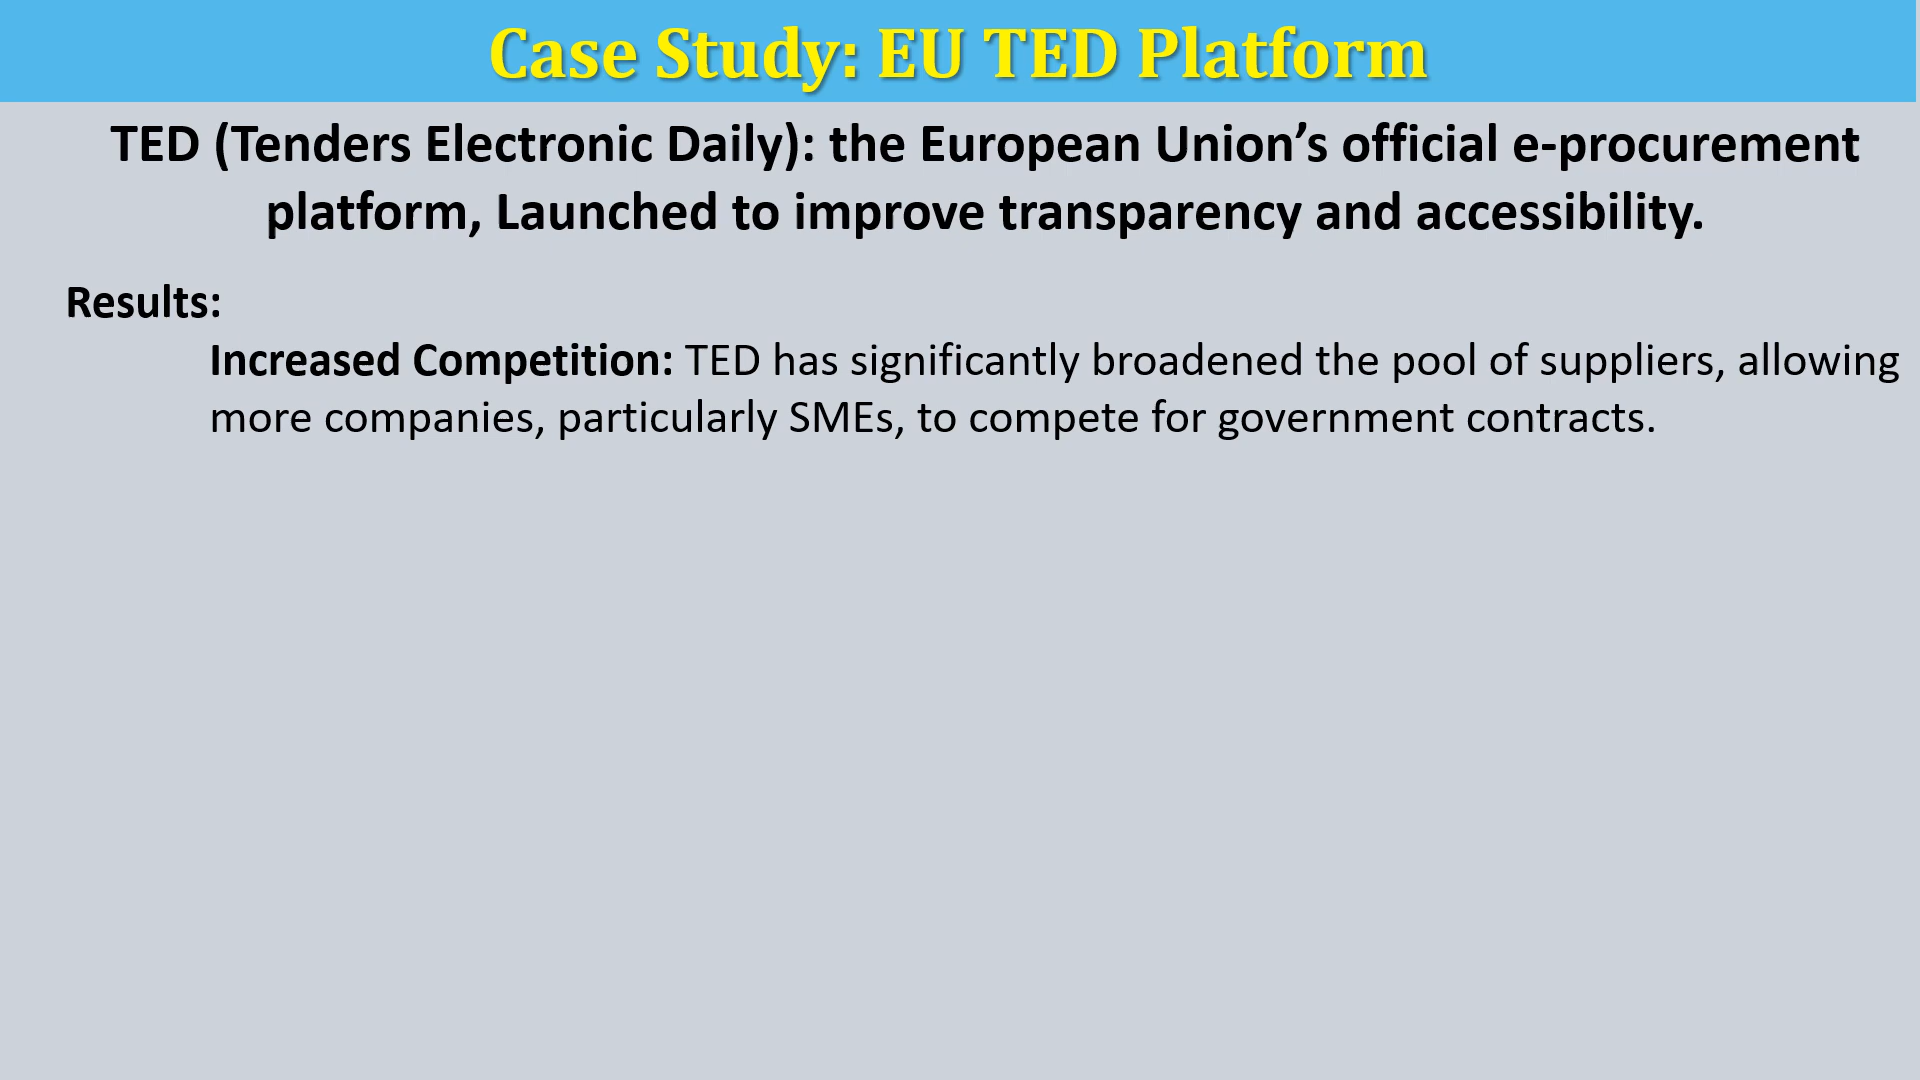 Case Study: EU TED Platform
TED (Tenders Electronic Daily): the European Union’s official e-procurement
platform, Launched to improve transparency and accessibility.
Results:
Increased Competition: TED has significantly broadened the pool of suppliers, allowing
more companies, particularly SMEs, to compete for government contracts.